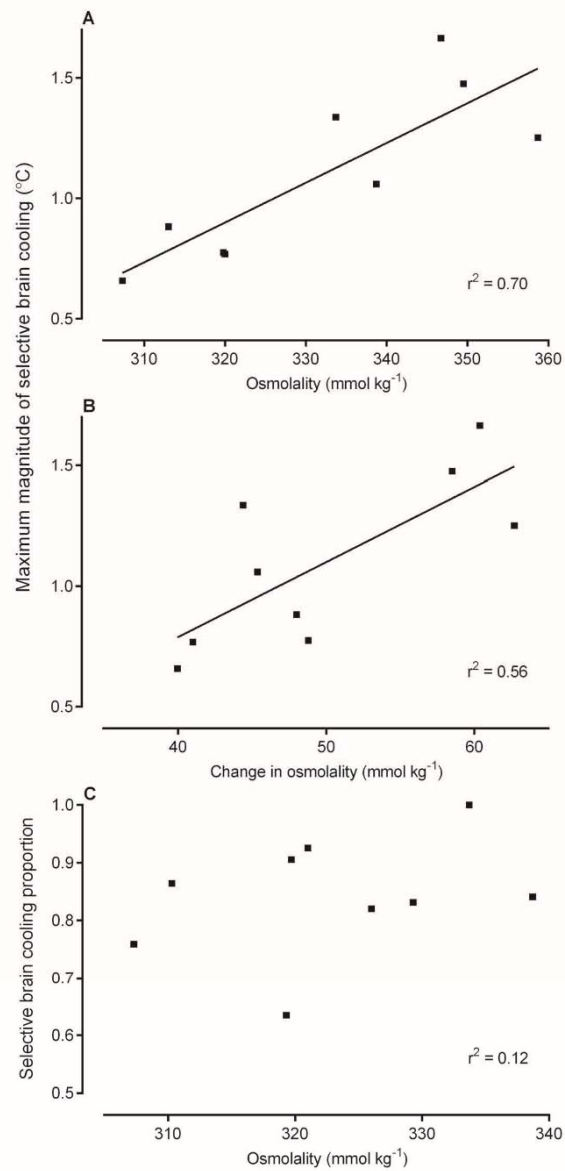 A
Maximum magnitude of selective brain cooling (°C)
1.5
1.0
0.5
r² = 0.70
310 320 330 340 350 360
Osmolality (mmol kg⁻¹)
B
1.5
1.0
0.5
r² = 0.56
40 50 60
Change in osmolality (mmol kg⁻¹)
C
Selective brain cooling proportion
1.0
0.9
0.8
0.7
0.6
0.5
r² = 0.12
310 320 330 340
Osmolality (mmol kg⁻¹)